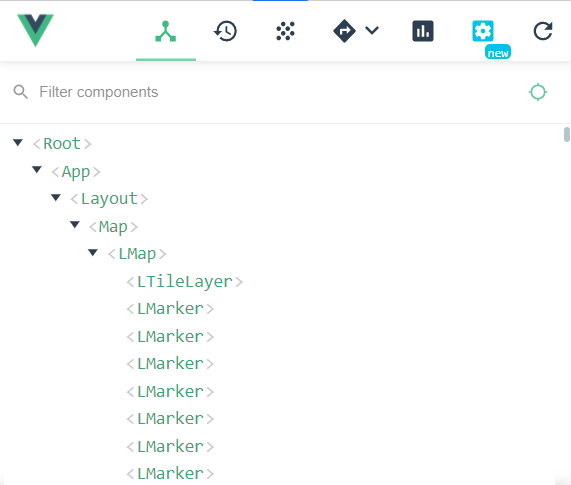 new
Filter components
<Root>
<App>
<Layout>
<Map>
<LMap>
<LTileLayer>
<LMarker>
<LMarker>
<LMarker>
<LMarker>
<LMarker>
<LMarker>
<LMarker>